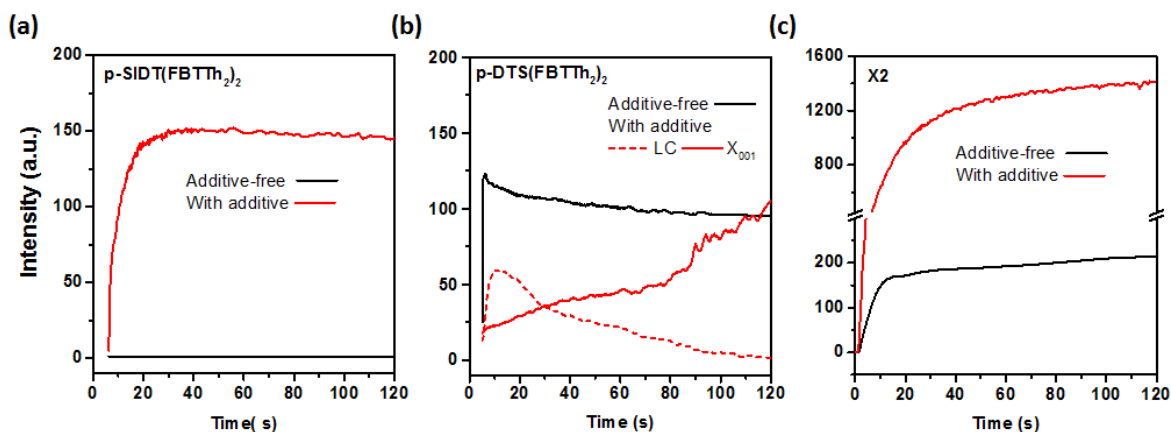 (a)
200
150
100
50
0
Intensity (a.u.)
p-SIDT(FBTTh₂)₂
Additive-free
With additive
0 20 40 60 80 100 120
Time( s)
(b)
200
150
100
50
0
p-DTS(FBTTh₂)₂
Additive-free
With additive
LC X₀₀₁
0 20 40 60 80 100 120
Time (s)
(c)
1600
1400
1200
1000
800
200
100
0
X2
Additive-free
With additive
0 20 40 60 80 100 120
Time (s)